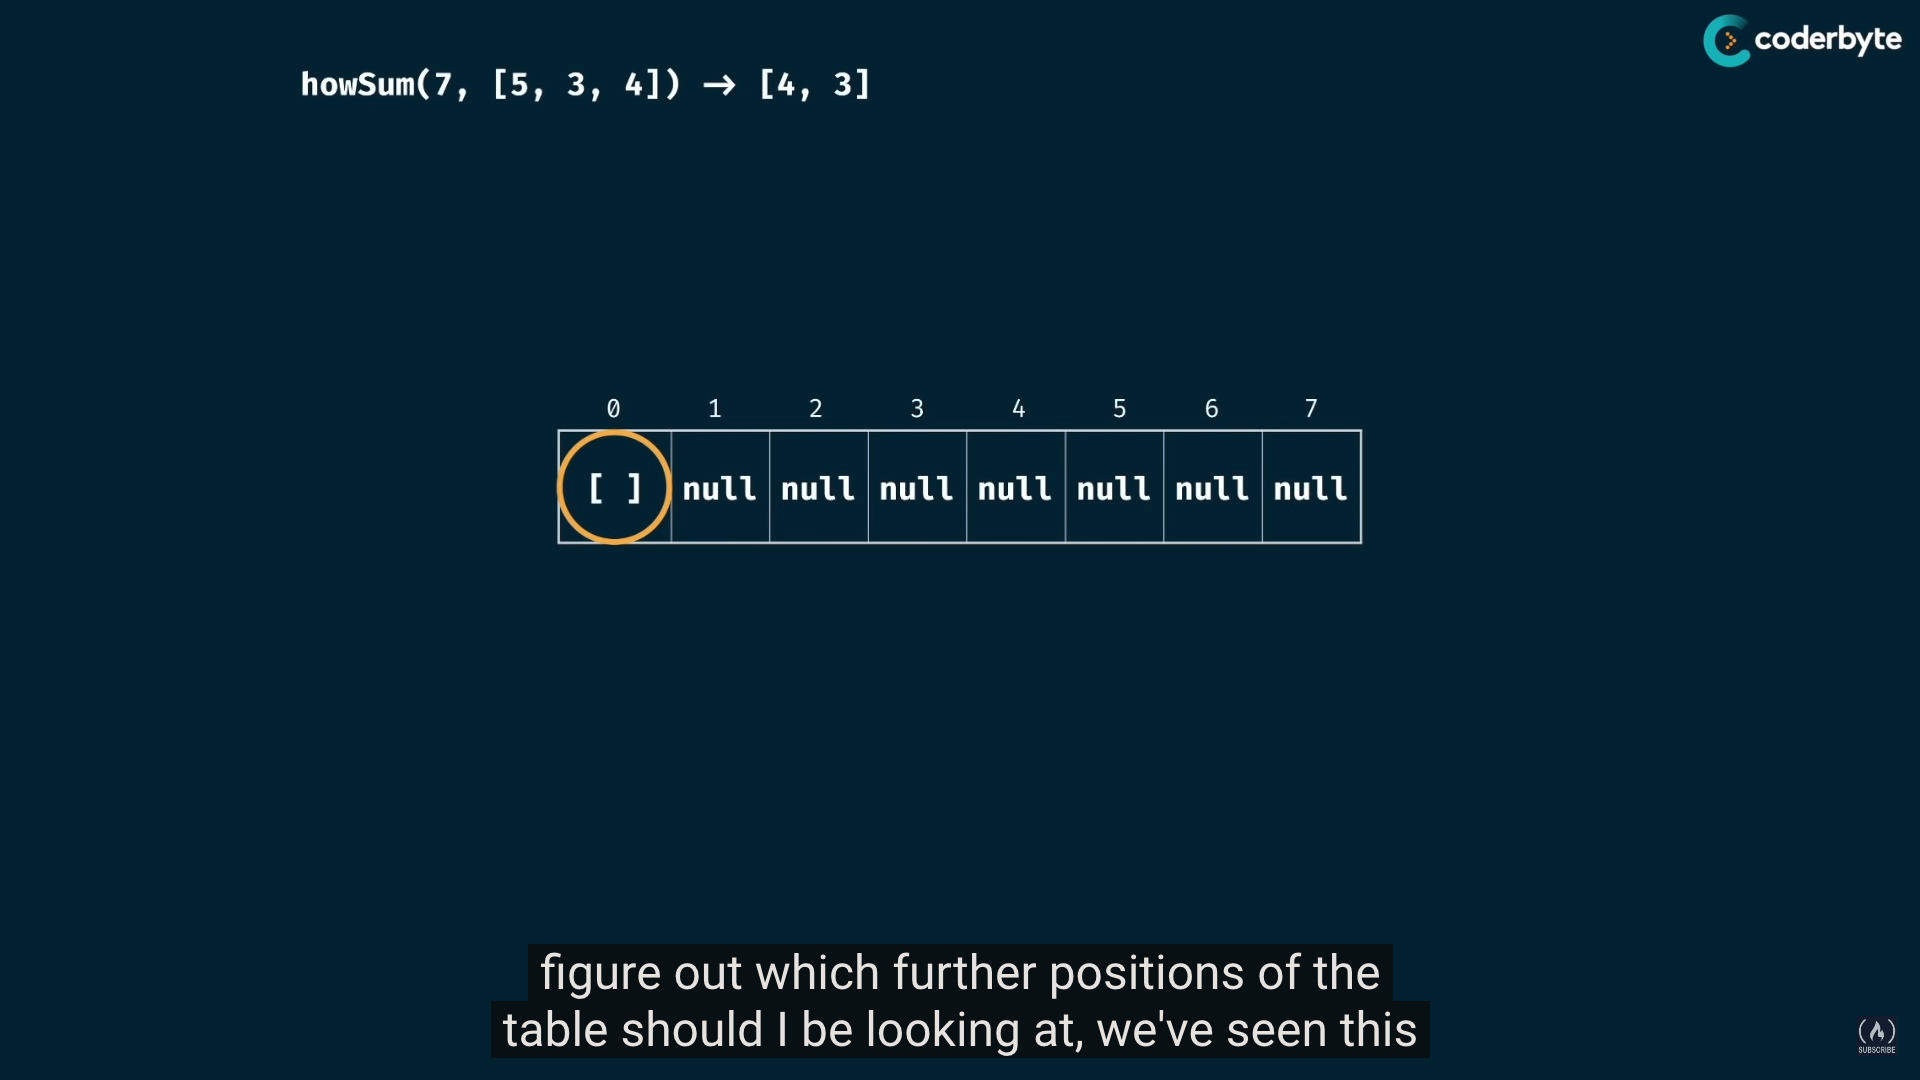 coderbyte
howSum(7, [5, 3, 4]) → [4, 3]
0 1 2 3 4 5 6 7
[ ] null null null null null null null
figure out which further positions of the
table should I be looking at, we've seen this
SUBSCRIBE